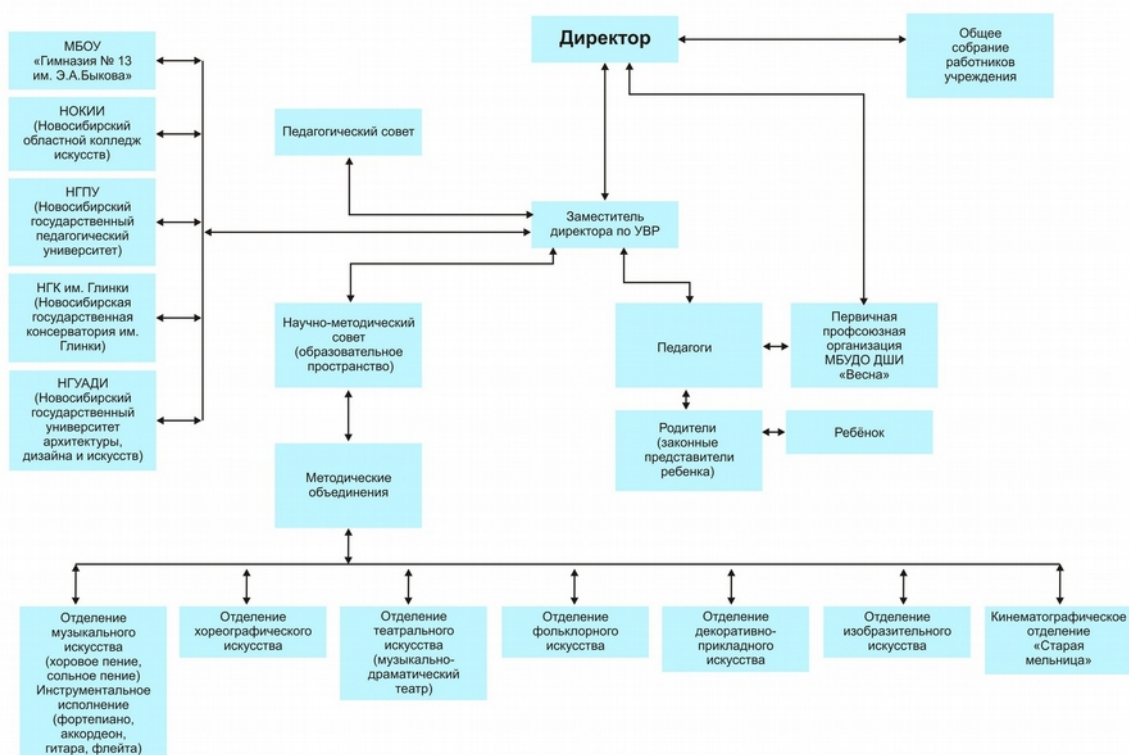 Директор
Общее
собрание
работников
учреждения
МБОУ
«Гимназия № 13
им. Э.А.Быкова»
НОКИИ
(Новосибирский
областной колледж
искусств)
НГПУ
(Новосибирский
государственный
педагогический
университет)
НГК им. Глинки
(Новосибирская
государственная
консерватория им.
Глинки)
НГУАДИ
(Новосибирский
государственный
университет
архитектуры,
дизайна и искусств)
Педагогический совет
Заместитель
директора по УВР
Научно-методический
совет
(образовательное
пространство)
Педагоги
Первичная
профсоюзная
организация
МБУДО ДШИ
«Весна»
Родители
(законные
представители
ребенка)
Ребёнок
Методические
объединения
Отделение
музыкального
искусства
(хоровое пение,
сольное пение)
Инструментальное
исполнение
(фортепиано,
аккордеон,
гитара, флейта)
Отделение
хореографического
искусства
Отделение
театрального
искусства
(музыкально-
драматический
театр)
Отделение
фольклорного
искусства
Отделение
декоративно-
прикладного
искусства
Отделение
изобразительного
искусства
Кинематографическое
отделение
«Старая
мельница»